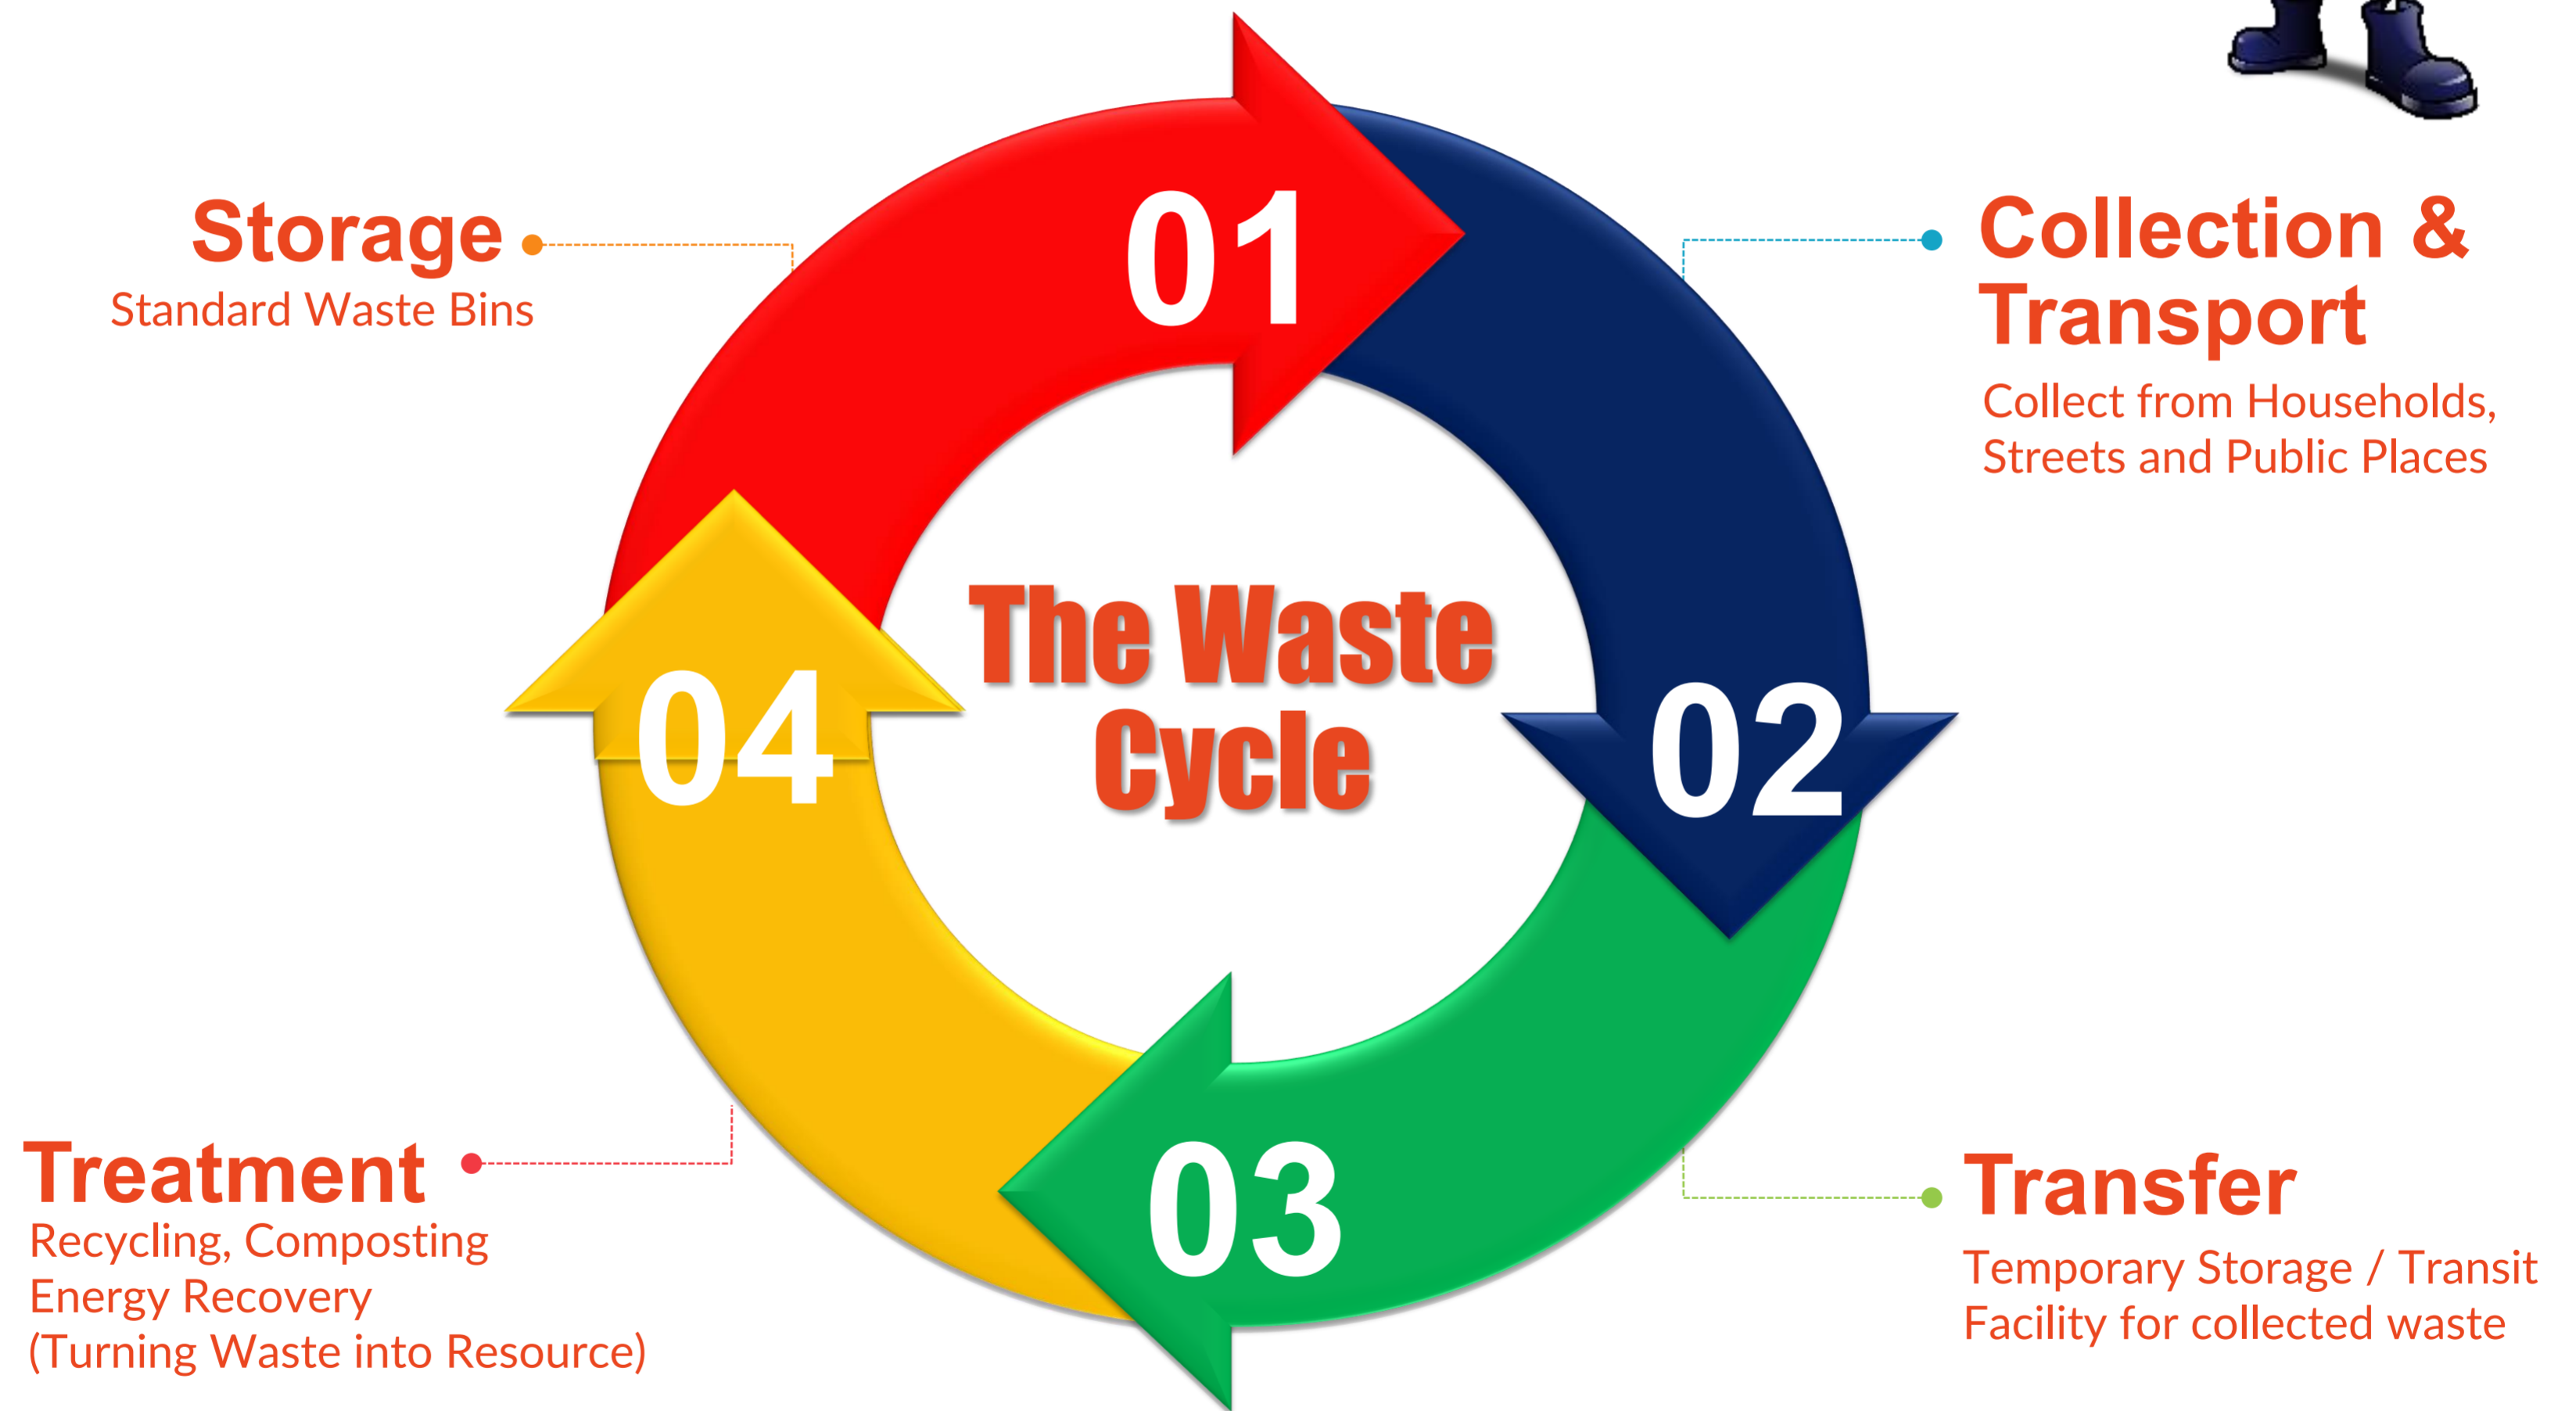 01
Storage
Standard Waste Bins
Collection &
Transport
Collect from Households,
Streets and Public Places
The Waste
Cycle
04
02
03
Treatment
Recycling, Composting
Energy Recovery
(Turning Waste into Resource)
Transfer
Temporary Storage / Transit
Facility for collected waste